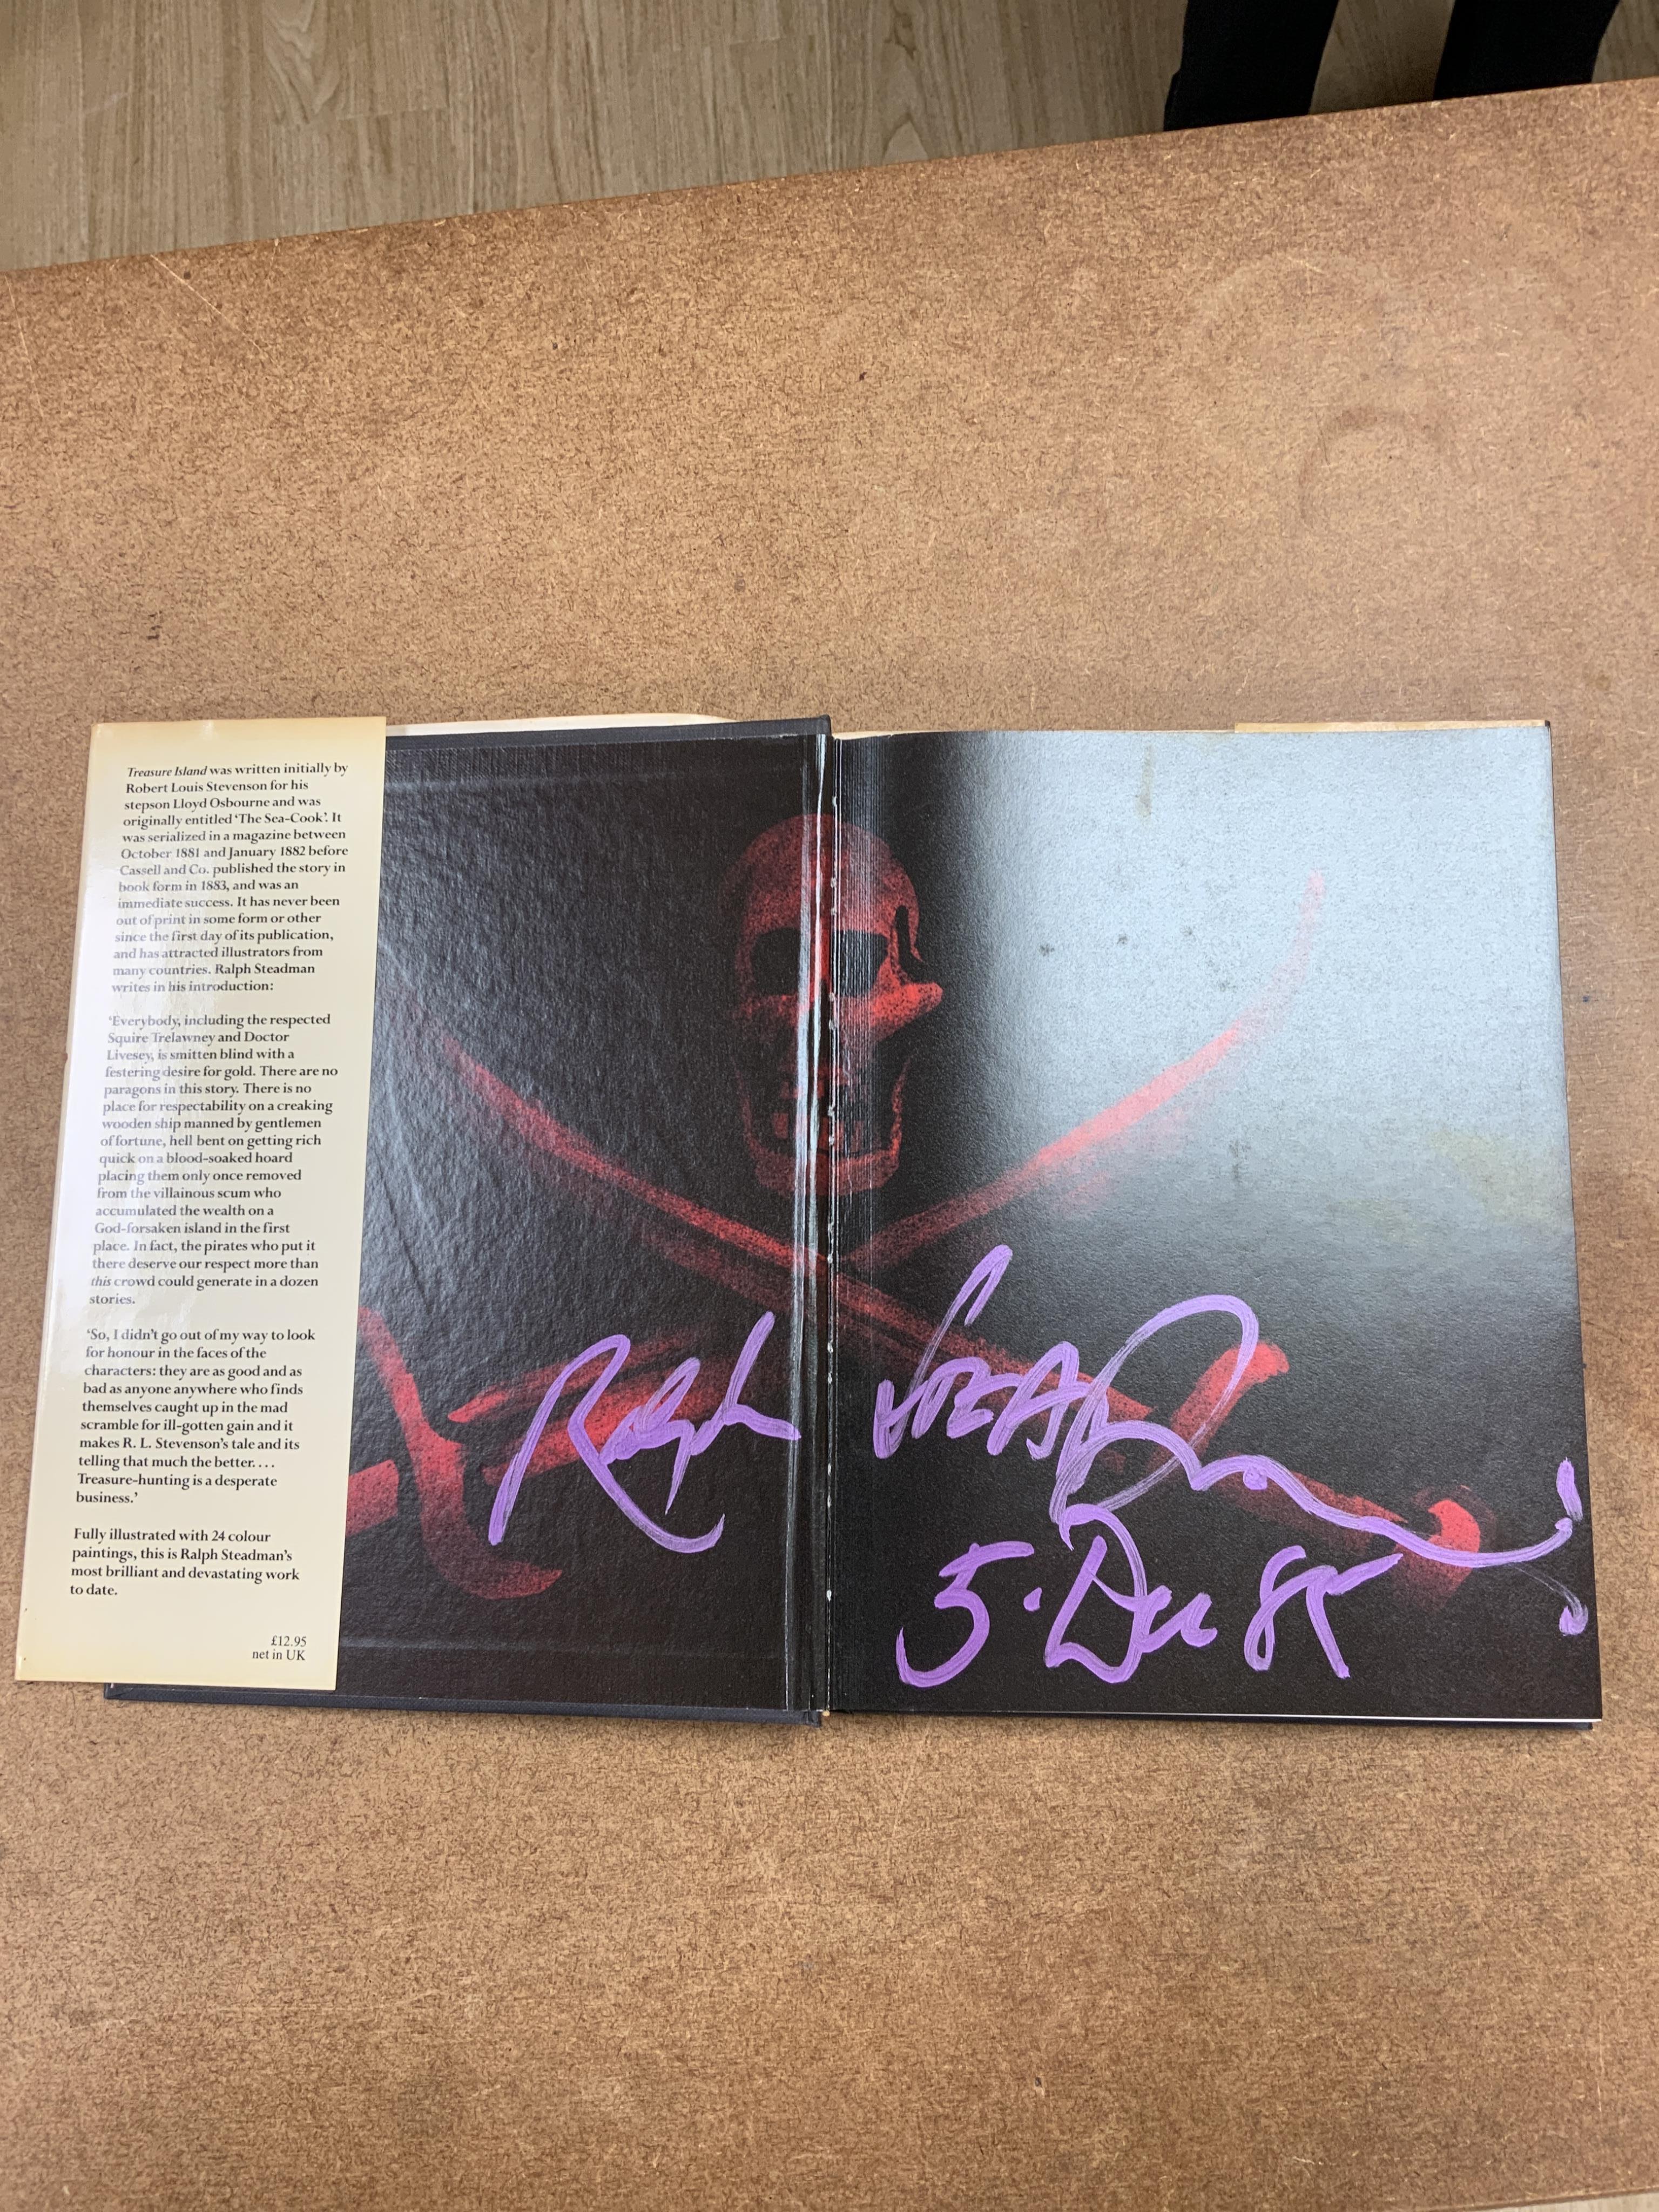 Treasure Island was written initially by
Robert Louis Stevenson for his
stepson Lloyd Osbourne and was
originally entitled ‘The Sea-Cook’. It
was serialized in a magazine between
October 1881 and January 1882 before
Cassell and Co. published the story in
book form in 1883, and was an
immediate success. It has never been
out of print in some form or other
since the first day of its publication,
and has attracted illustrators from
many countries. Ralph Steadman
writes in his introduction:
‘Everybody, including the respected
Squire Trelawney and Doctor
Livesey, is smitten blind with a
festering desire for gold. There are no
paragons in this story. There is no
place for respectability on a creaking
wooden ship manned by gentlemen
of fortune, hell bent on getting rich
quick on a blood-soaked hoard
placing them only once removed
from the villainous scum who
accumulated the wealth on a
God-forsaken island in the first
place. In fact, the pirates who put it
there deserve our respect more than
this crowd could generate in a dozen
stories.
‘So, I didn’t go out of my way to look
for honour in the faces of the
characters: they are as good and as
bad as anyone anywhere who finds
themselves caught up in the mad
scramble for ill-gotten gain and it
makes R. L. Stevenson’s tale and its
telling that much the better. . . .
Treasure-hunting is a desperate
business.’
Fully illustrated with 24 colour
paintings, this is Ralph Steadman’s
most brilliant and devastating work
to date.
£12.95
net in UK
Ralph STEADman
5·Dec 85